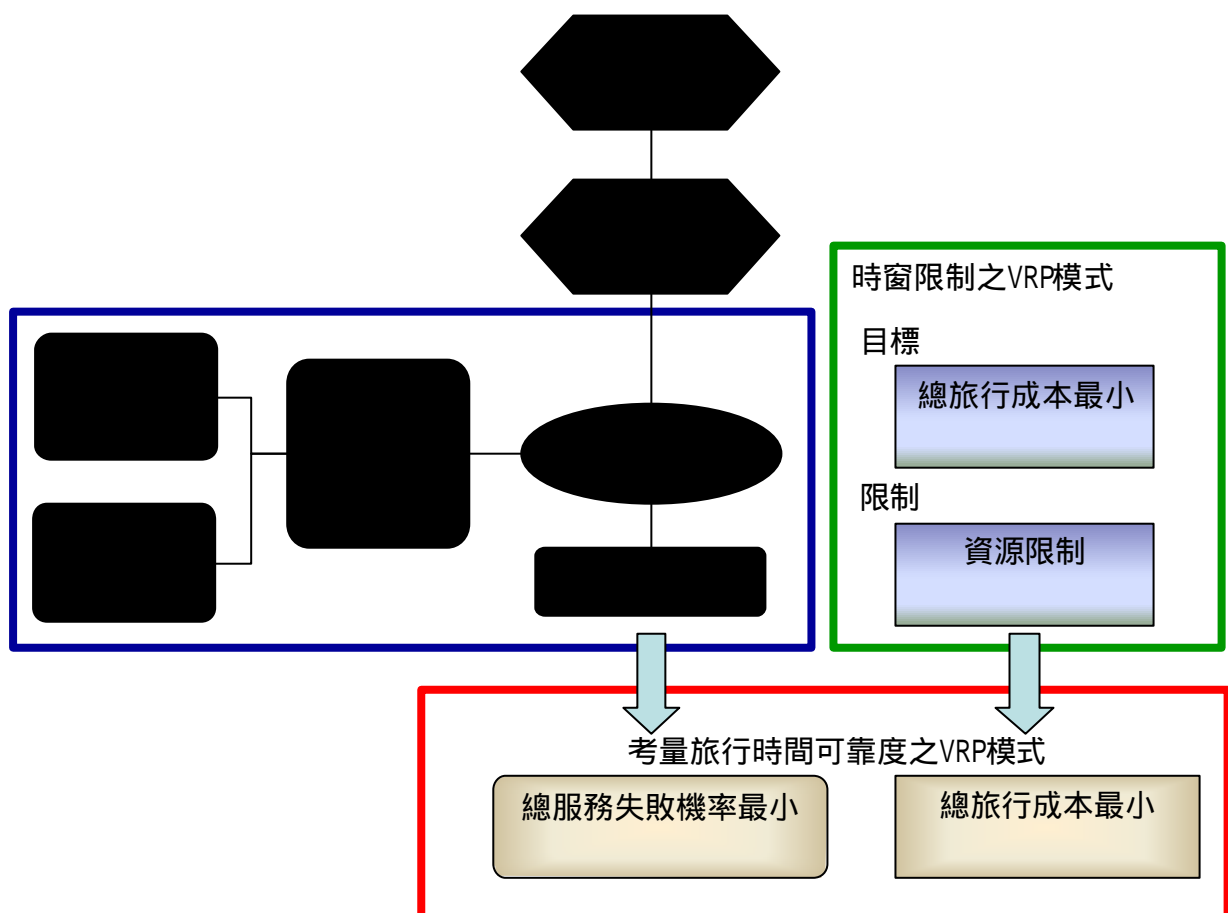 時窗限制之VRP模式
目標
總旅行成本最小
限制
資源限制
考量旅行時間可靠度之VRP模式
總服務失敗機率最小
總旅行成本最小